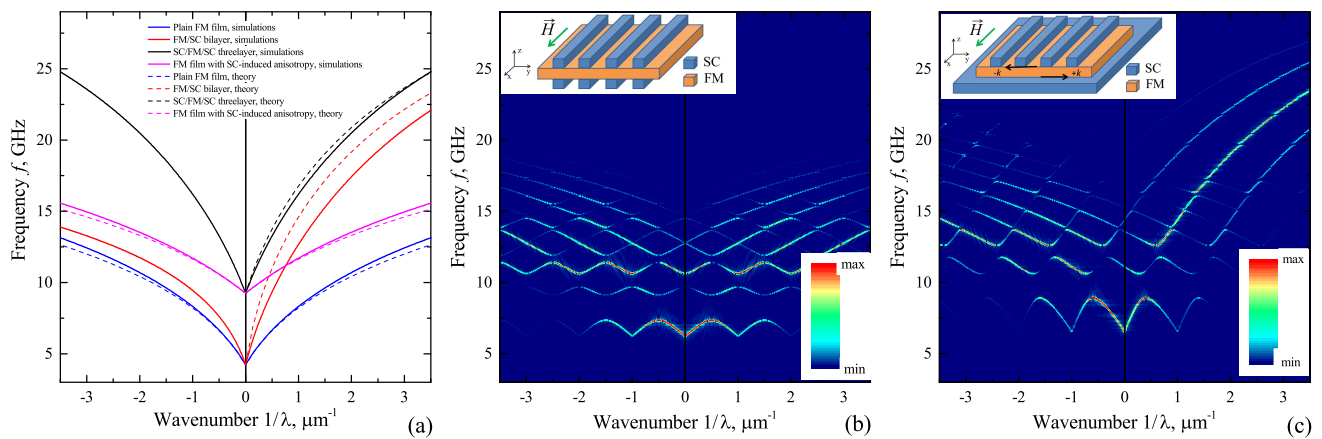 Plain FM film, simulations
FM/SC bilayer, simulations
SC/FM/SC threelayer, simulations
FM film with SC-induced anisotropy, simulations
Plain FM film, theory
FM/SC bilayer, theory
SC/FM/SC threelayer, theory
FM film with SC-induced anisotropy, theory
25
20
15
10
5
Frequency f, GHz
-3 -2 -1 0 1 2 3
Wavenumber 1/λ, μm⁻¹
(a)
H
z
y
x
SC
FM
25
20
15
10
5
Frequency f, GHz
max
min
-3 -2 -1 0 1 2 3
Wavenumber 1/λ, μm⁻¹
(b)
H
z
y
x
-k
+k
SC
FM
25
20
15
10
5
Frequency f, GHz
max
min
-3 -2 -1 0 1 2 3
Wavenumber 1/λ, μm⁻¹
(c)